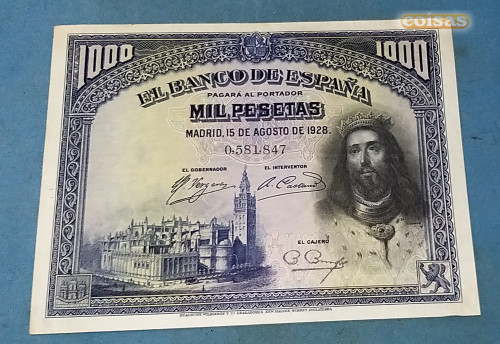 coisas
1000 1000
EL BANCO DE ESPAÑA
PAGARÁ AL PORTADOR
MIL PESETAS
MADRID, 15 DE AGOSTO DE 1928.
0,581,847
EL GOBERNADOR EL INTERVENTOR
EL CAJERO